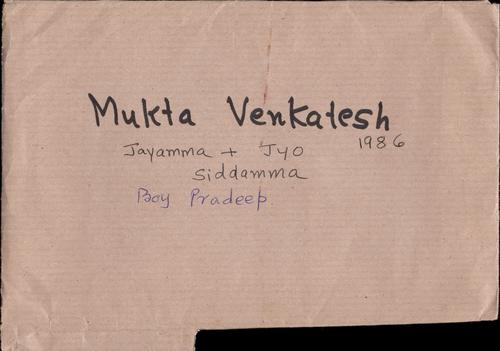 Mukta Venkatesh
1986
Jayamma + Jyo
Siddamma
Boy Pradeep